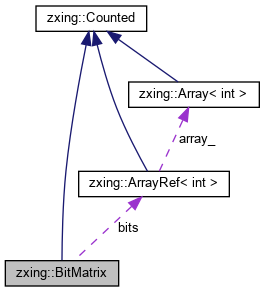 zxing::Counted
zxing::Array< int >
array_
zxing::ArrayRef< int >
bits
zxing::BitMatrix